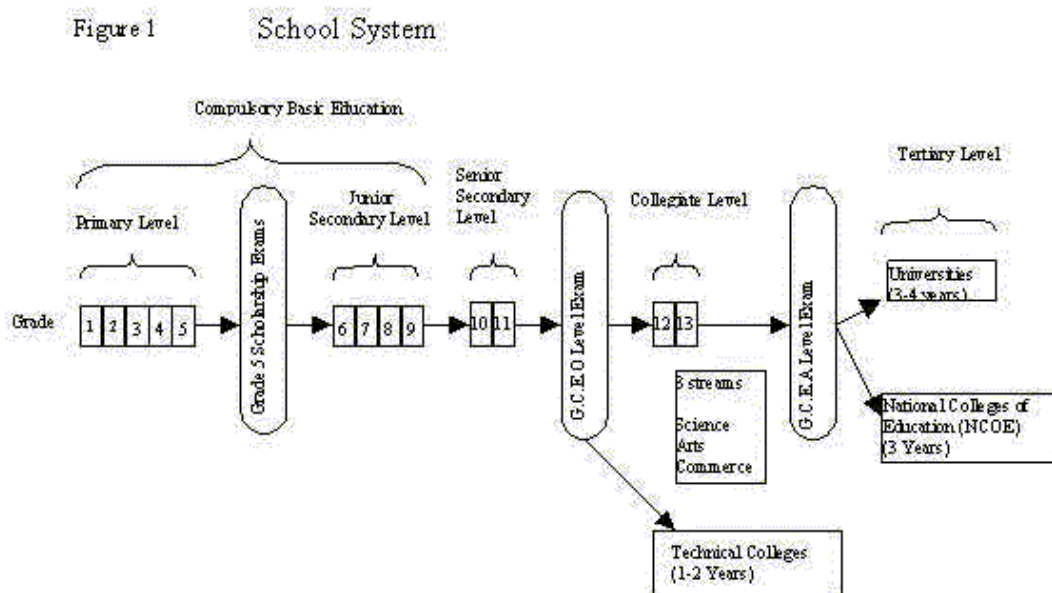 Figure 1 School System
Compulsory Basic Education
Tertiary Level
Senior
Secondary
Level
Junior
Secondary Level
Collegiate Level
Primary Level
Grade 5 Scholarship Exams
G.C.E.O Level Exam
G.C.E.A Level Exam
Universities
(3-4 years)
Grade
1 2 3 4 5
6 7 8 9
10 11
12 13
3 streams
Science
Arts
Commerce
National Colleges of
Education (NCOE)
(3 Years)
Technical Colleges
(1-2 Years)